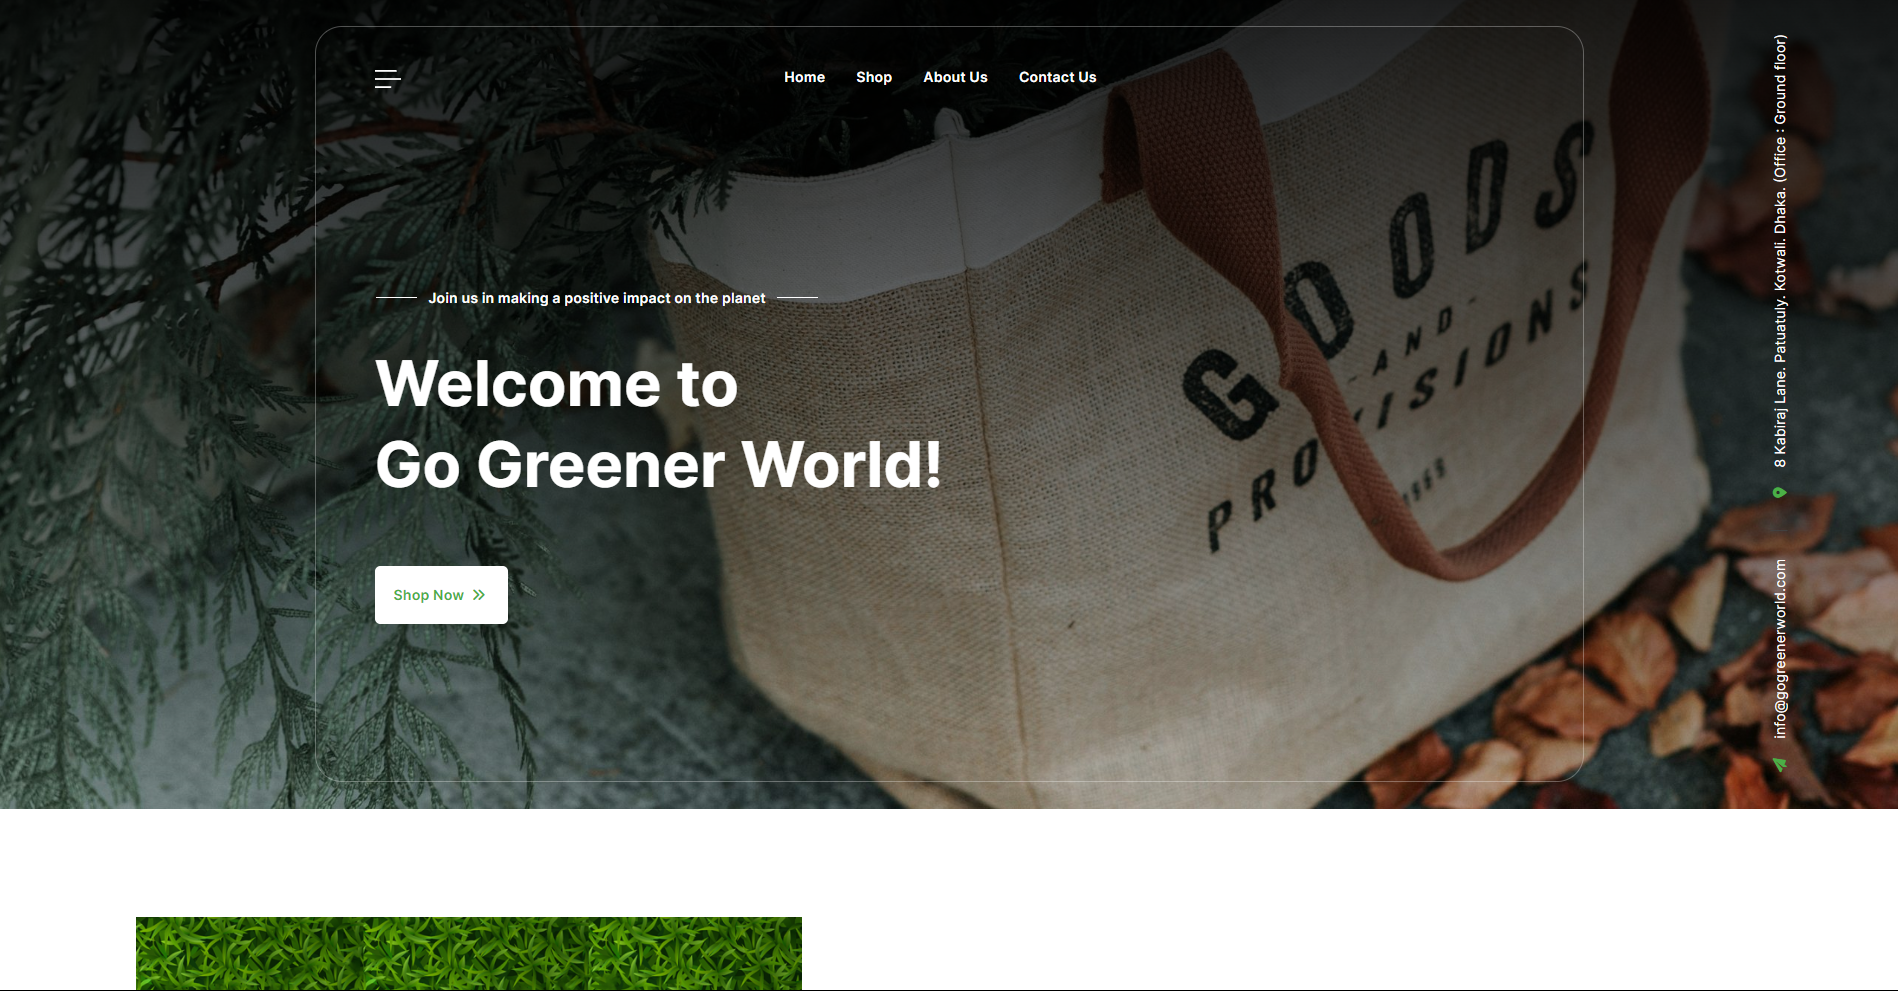 Home Shop About Us Contact Us
Join us in making a positive impact on the planet
Welcome to
Go Greener World!
Shop Now
GOODS
- AND -
PROVISIONS
8 Kabiraj Lane. Patuatuly. Kotwali. Dhaka. (Office : Ground floor)
info@gogreenerworld.com